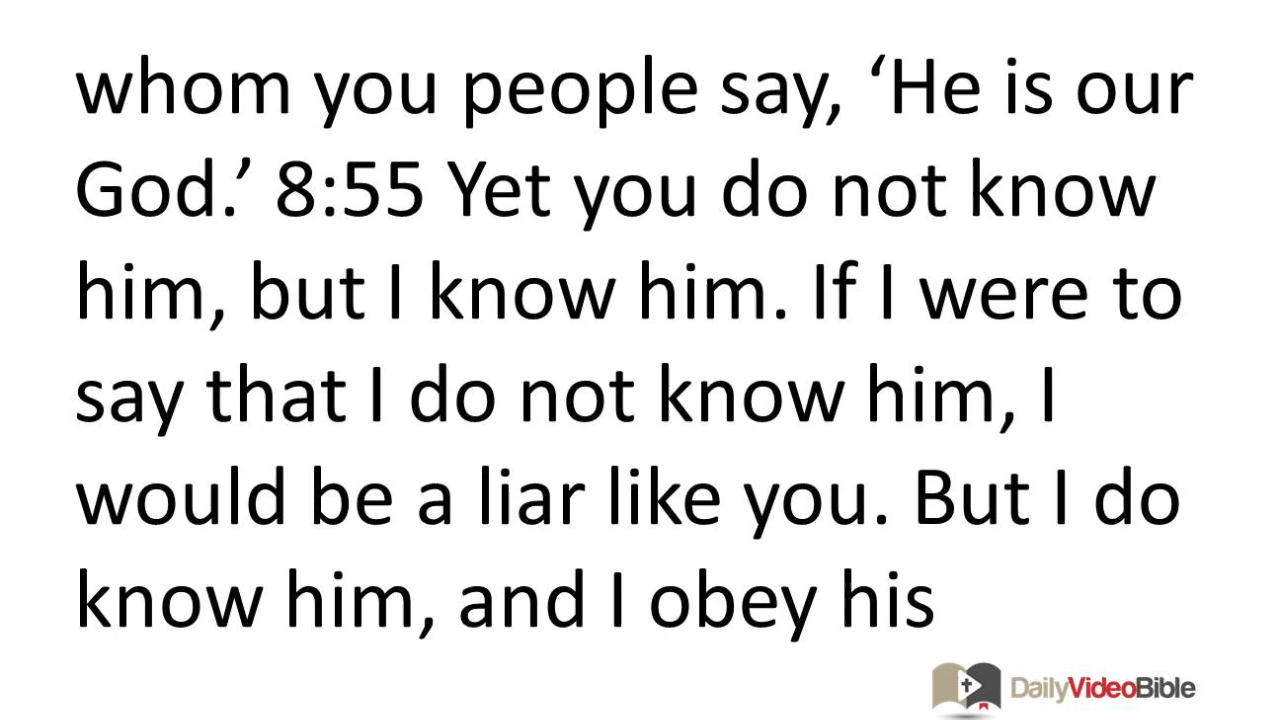 whom you people say, ‘He is our
God.’ 8:55 Yet you do not know
him, but I know him. If I were to
say that I do not know him, I
would be a liar like you. But I do
know him, and I obey his
DailyVideoBible